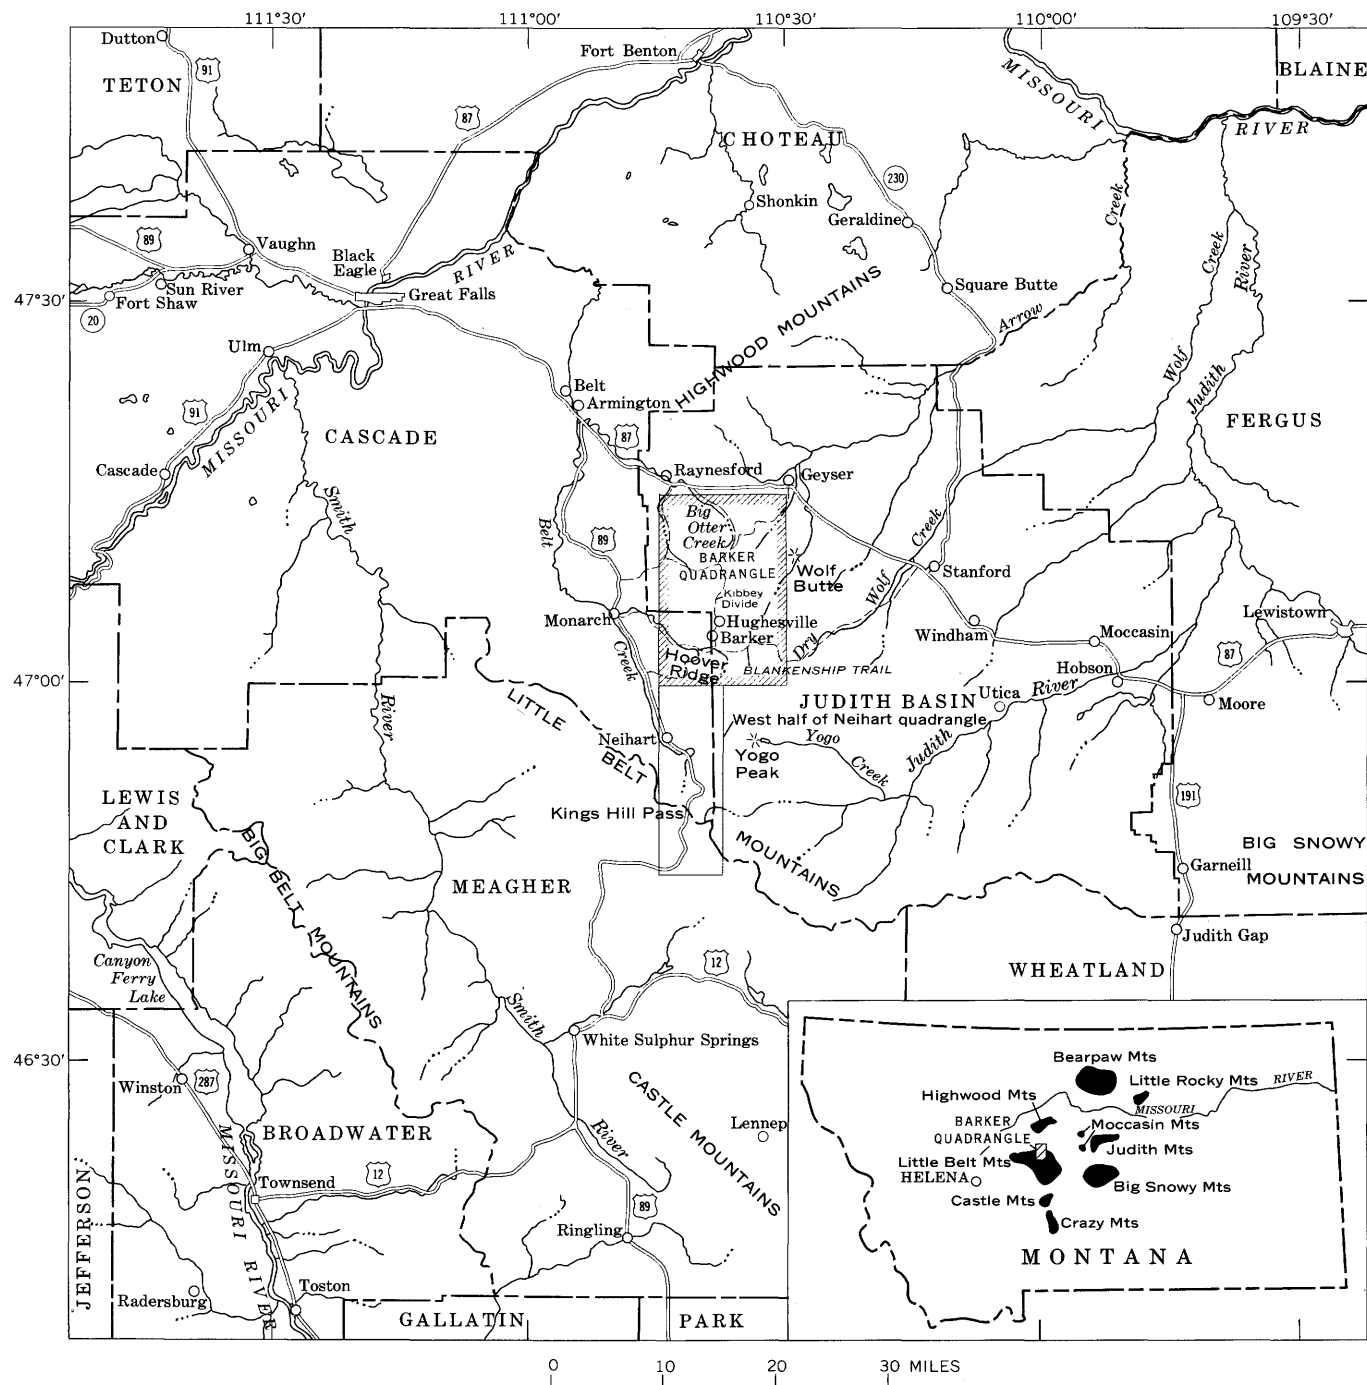 111°30′
111°00′
110°30′
110°00′
109°30′
Dutton
TETON
91
Fort Benton
87
MISSOURI
RIVER
BLAINE
CHOTEAU
230
Shonkin
Geraldine
Creek
Creek
River
89
Vaughn
Black
Eagle
RIVER
Sun River
Fort Shaw
20
Great Falls
47°30′
HIGHWOOD MOUNTAINS
Square Butte
Arrow
Wolf
Judith
Ulm
Belt
Armington
91
MISSOURI
CASCADE
87
FERGUS
Cascade
Raynesford
Geyser
Smith
Belt
89
Big
Otter
Creek
BARKER
QUADRANGLE
Creek
Wolf
Butte
Wolf
Stanford
Kibbey
Divide
Monarch
Hughesville
Barker
Dry
Windham
Moccasin
Lewistown
Creek
Hoover
Ridge
BLANKENSHIP TRAIL
Hobson
87
47°00′
River
LITTLE
JUDITH BASIN
Utica
River
Moore
West half of Neihart quadrangle
Neihart
BELT
Yogo
Peak
Yogo
Creek
Judith
LEWIS
AND
CLARK
Kings Hill Pass
191
BIG BELT MOUNTAINS
MOUNTAINS
BIG SNOWY
MOUNTAINS
MEAGHER
Garneill
Judith Gap
Canyon
Ferry
Lake
12
WHEATLAND
Smith
White Sulphur Springs
46°30′
Winston
287
CASTLE MOUNTAINS
Lennep
BROADWATER
River
MISSOURI RIVER
12
Townsend
JEFFERSON
89
Ringling
Radersburg
Toston
GALLATIN
PARK
Bearpaw Mts
Little Rocky Mts
RIVER
Highwood Mts
MISSOURI
BARKER
QUADRANGLE
Moccasin Mts
Judith Mts
Little Belt Mts
HELENA
Big Snowy Mts
Castle Mts
Crazy Mts
MONTANA
0 10 20 30 MILES